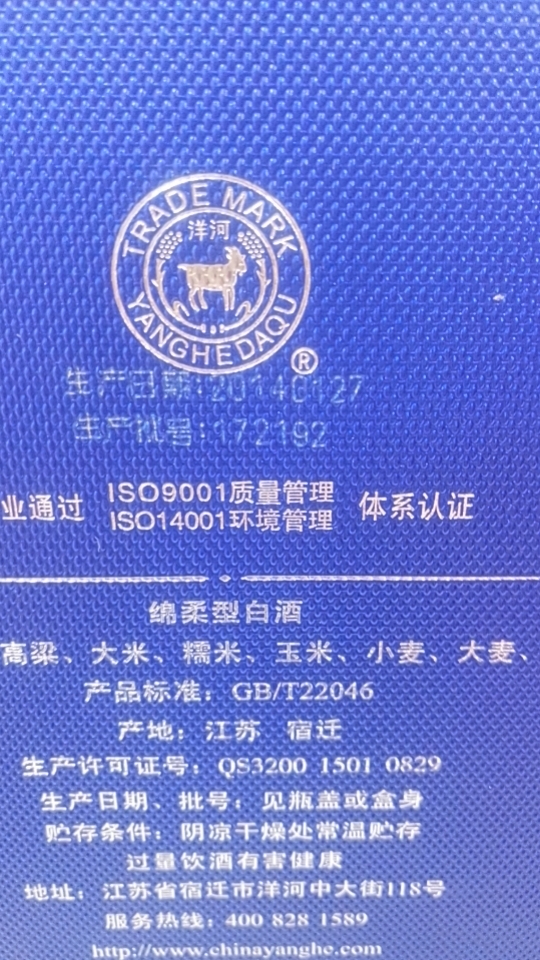 TRADE MARK
洋河
YANGHEDAQU
®
生产日期:20140127
生产批号:172192
业通过 ISO9001质量管理 体系认证
ISO14001环境管理
绵柔型白酒
高粱、大米、糯米、玉米、小麦、大麦、
产品标准：GB/T22046
产地：江苏 宿迁
生产许可证号：QS3200 1501 0829
生产日期、批号：见瓶盖或盒身
贮存条件：阴凉干燥处常温贮存
过量饮酒有害健康
地址：江苏省宿迁市洋河中大街118号
服务热线：400 828 1589
http://www.chinayanghe.com